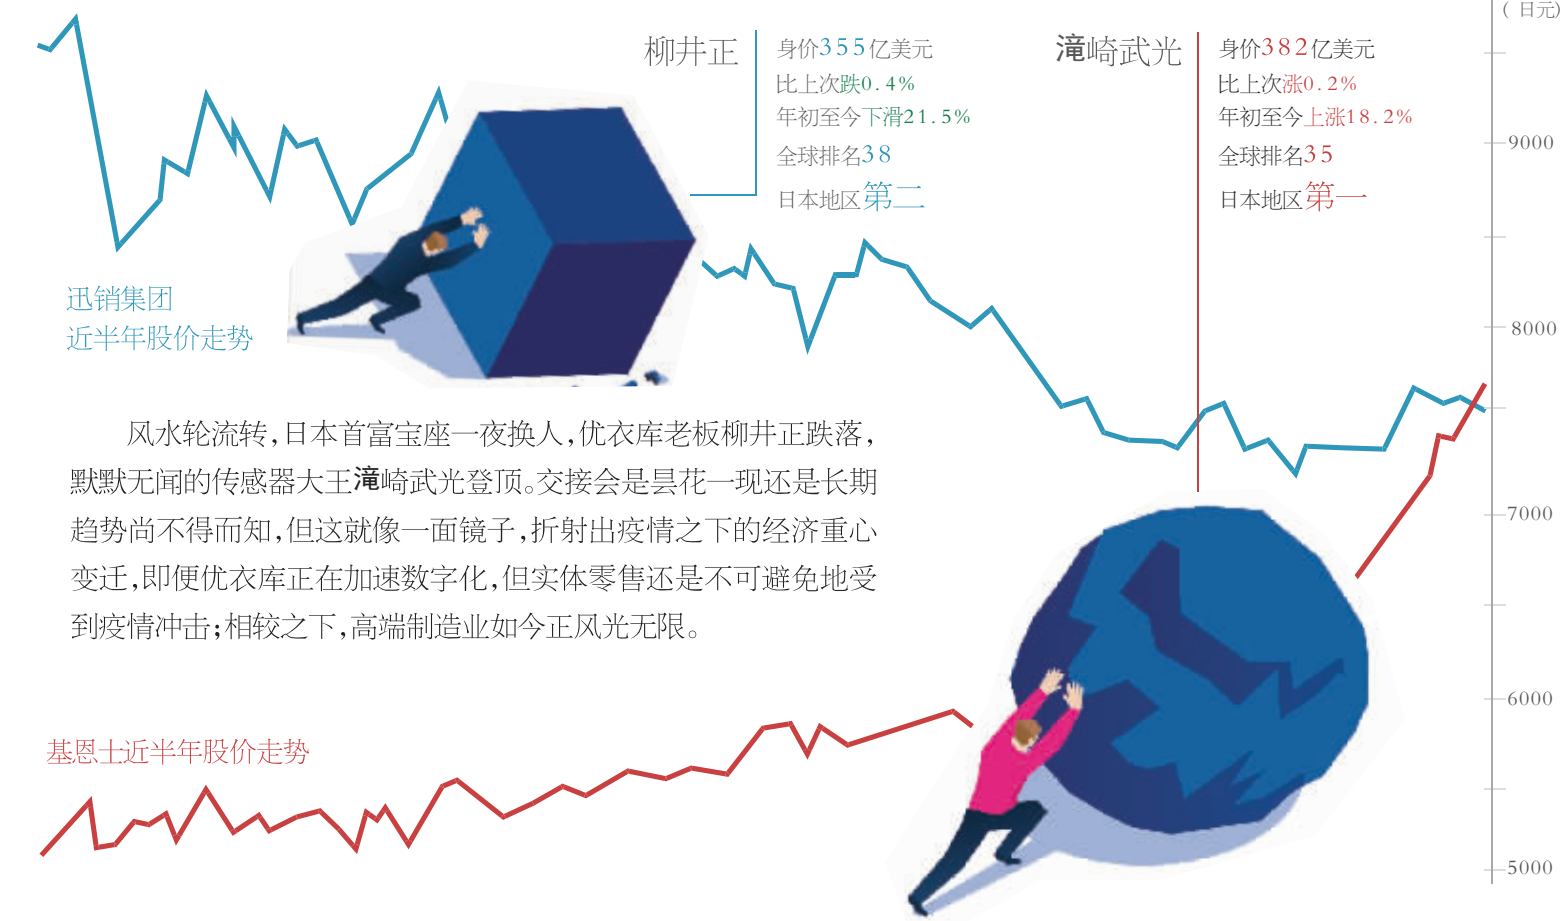 (日元)
柳井正
身价355亿美元
比上次跌0.4%
年初至今下滑21.5%
全球排名38
日本地区第二
滝崎武光
身价382亿美元
比上次涨0.2%
年初至今上涨18.2%
全球排名35
日本地区第一
9000
8000
7000
6000
5000
迅销集团
近半年股价走势
风水轮流转,日本首富宝座一夜换人,优衣库老板柳井正跌落,
默默无闻的传感器大王滝崎武光登顶。交接会是昙花一现还是长期
趋势尚不得而知,但这就像一面镜子,折射出疫情之下的经济重心
变迁,即便优衣库正在加速数字化,但实体零售还是不可避免地受
到疫情冲击;相较之下,高端制造业如今正风光无限。
基恩士近半年股价走势